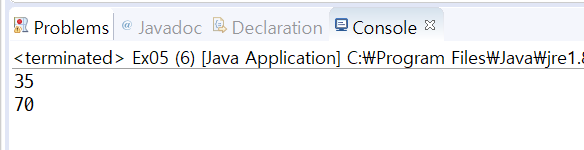 Problems @ Javadoc Declaration Console
<terminated> Ex05 (6) [Java Application] C:₩Program Files₩Java₩jre1.8
35
70